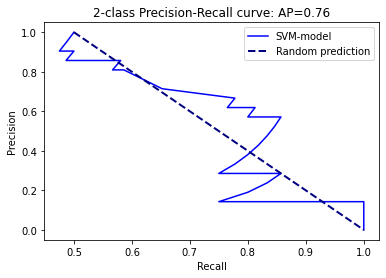 2-class Precision-Recall curve: AP=0.76
SVM-model
Random prediction
Precision
1.0
0.8
0.6
0.4
0.2
0.0
0.5
0.6
0.7
0.8
0.9
1.0
Recall